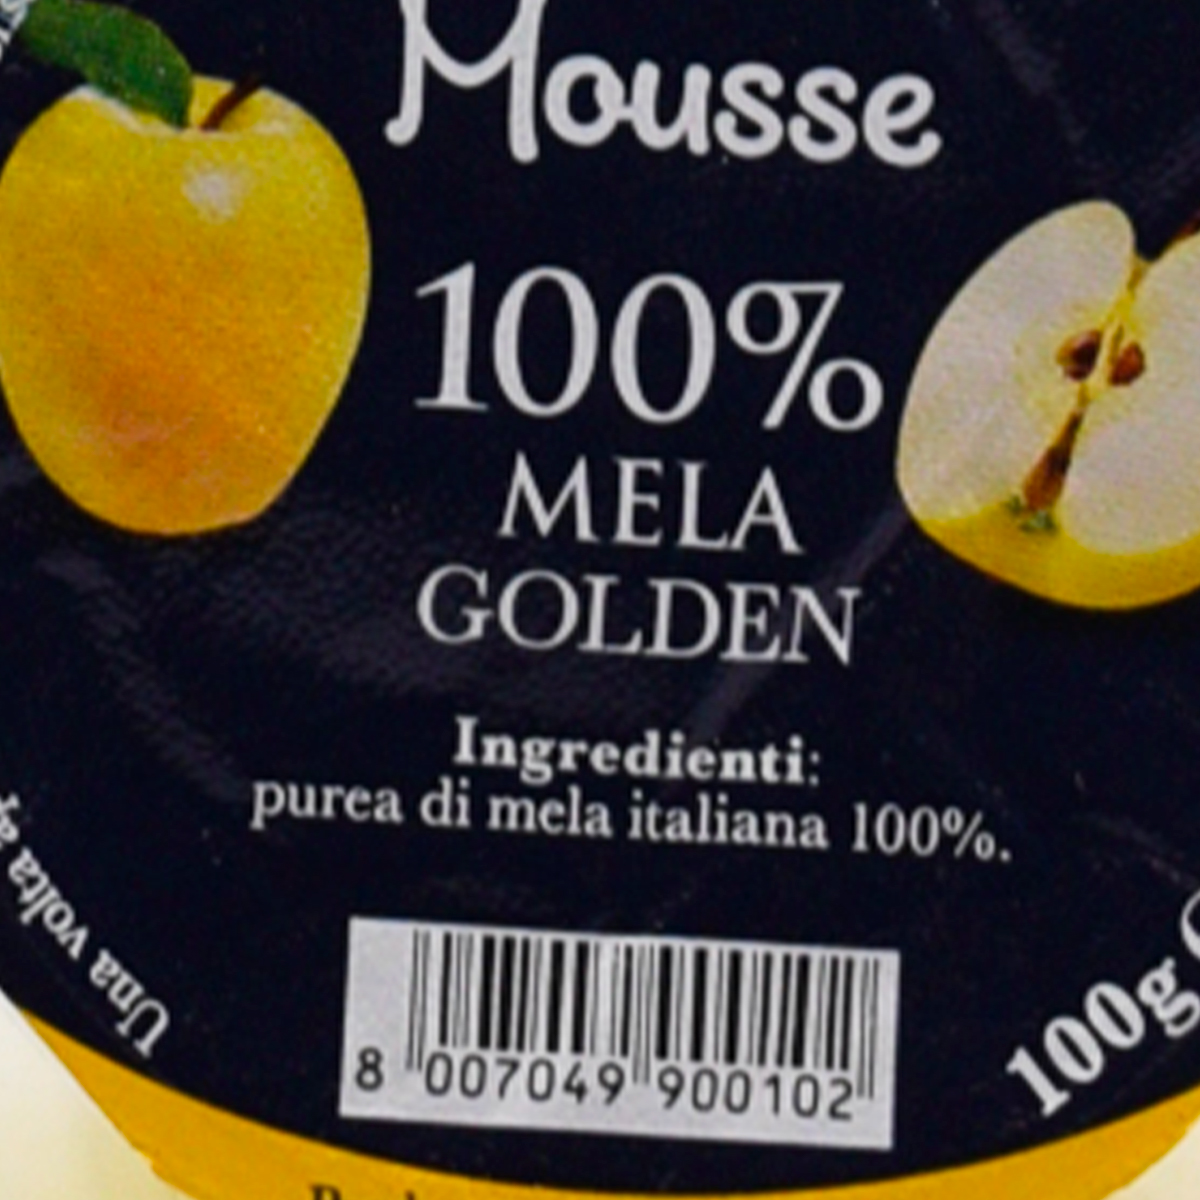 Mousse
100%
MELA
GOLDEN
Ingredienti:
purea di mela italiana 100%.
Una volta
100g
8 007049 900102